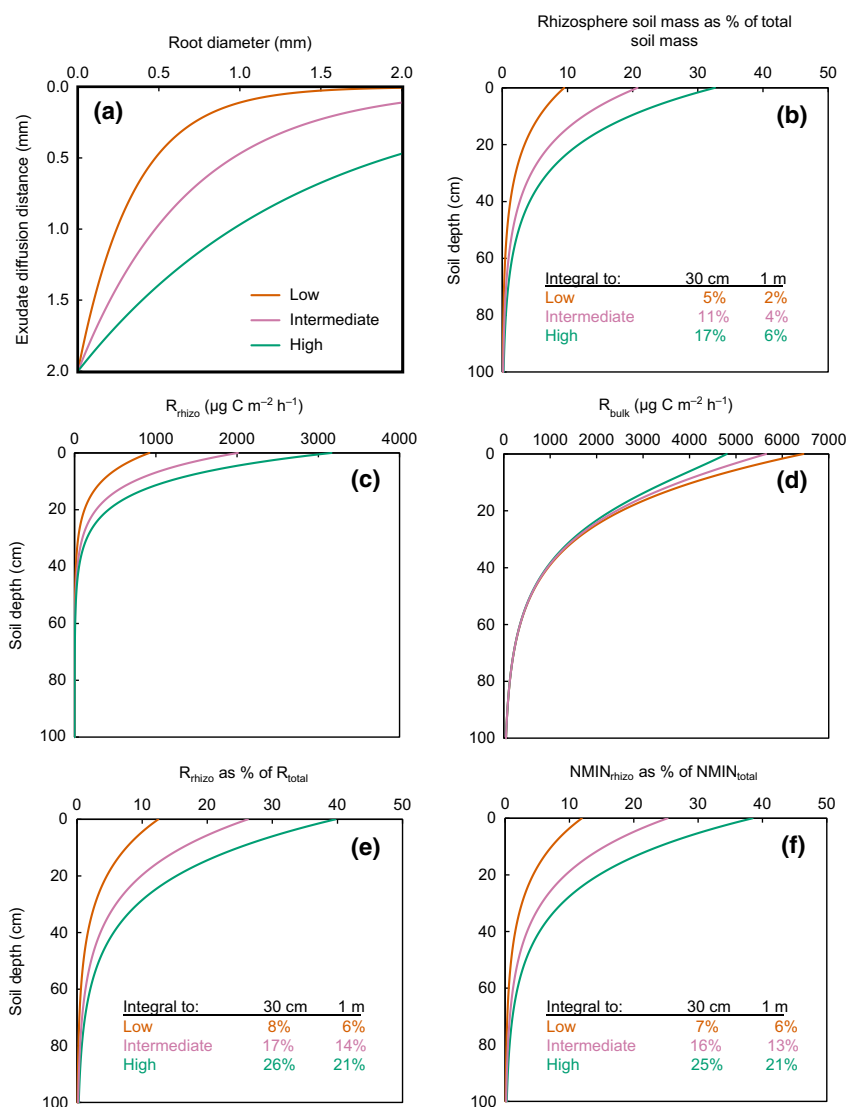 Root diameter (mm)
0.0 0.5 1.0 1.5 2.0
(a)
Exudate diffusion distance (mm)
0.0
0.5
1.0
1.5
2.0
Low
Intermediate
High
Rhizosphere soil mass as % of total
soil mass
0 10 20 30 40 50
(b)
Soil depth (cm)
0
20
40
60
80
100
Integral to: 30 cm 1 m
Low 5% 2%
Intermediate 11% 4%
High 17% 6%
R_rhizo (µg C m⁻² h⁻¹)
0 1000 2000 3000 4000
(c)
Soil depth (cm)
0
20
40
60
80
100
R_bulk (µg C m⁻² h⁻¹)
0 1000 2000 3000 4000 5000 6000 7000
(d)
0
20
40
60
80
100
R_rhizo as % of R_total
0 10 20 30 40 50
(e)
Soil depth (cm)
0
20
40
60
80
100
Integral to: 30 cm 1 m
Low 8% 6%
Intermediate 17% 14%
High 26% 21%
NMIN_rhizo as % of NMIN_total
0 10 20 30 40 50
(f)
0
20
40
60
80
100
Integral to: 30 cm 1 m
Low 7% 6%
Intermediate 16% 13%
High 25% 21%